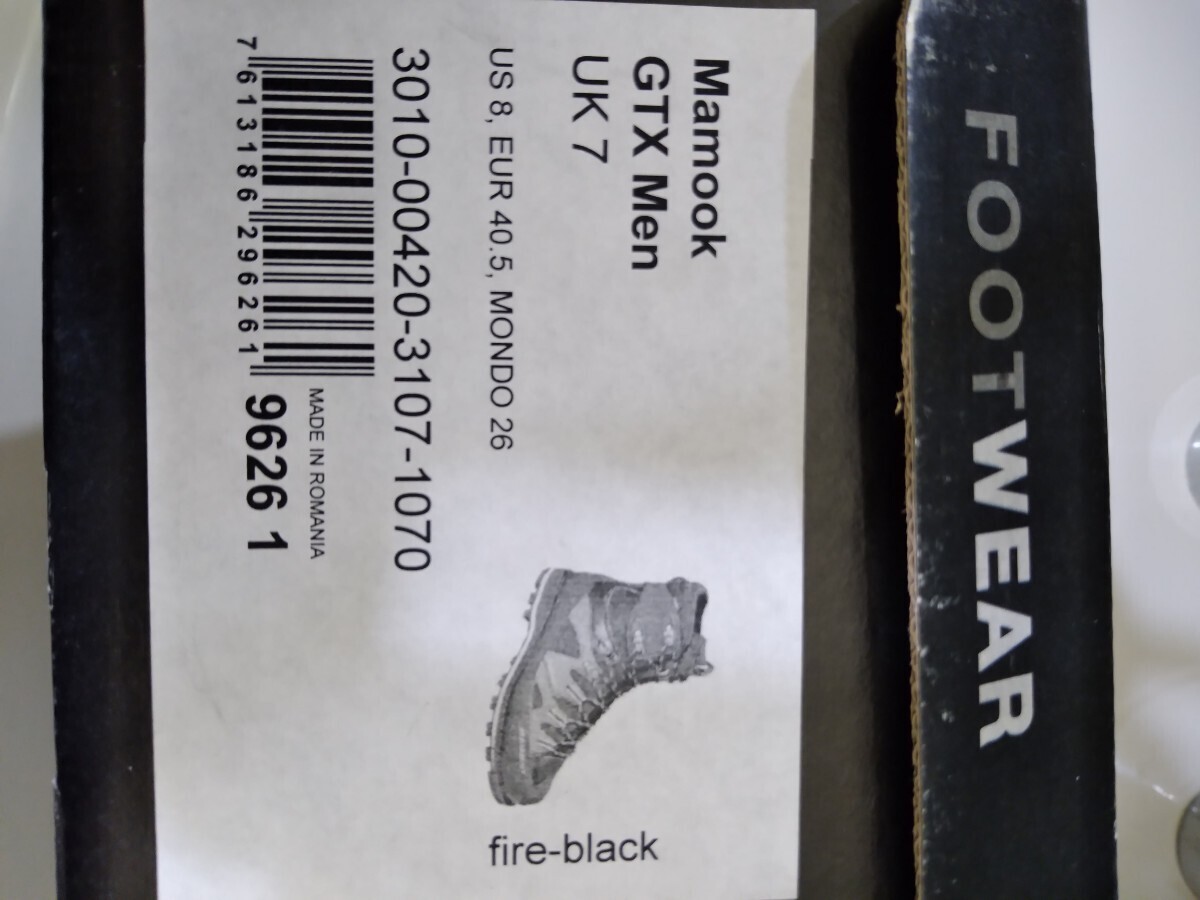 FOOTWEAR
Mamook
GTX Men
UK 7
US 8, EUR 40.5, MONDO 26
3010-00420-3107-1070
7 613186 296261
MADE IN ROMANIA
9626 1
fire-black